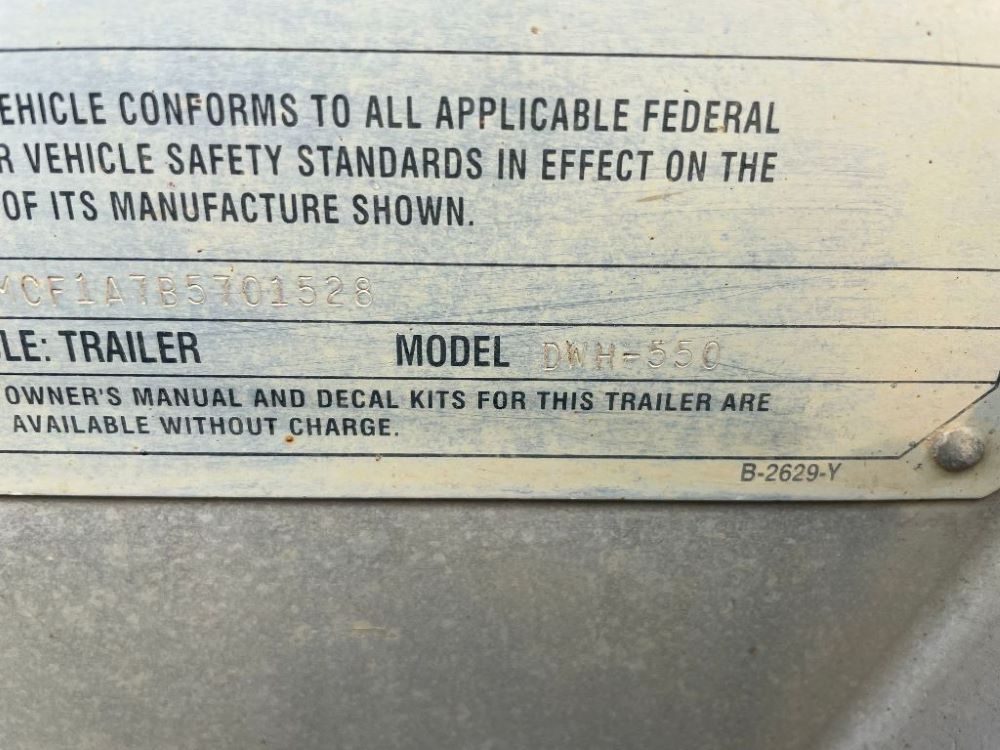 EHICLE CONFORMS TO ALL APPLICABLE FEDERAL
R VEHICLE SAFETY STANDARDS IN EFFECT ON THE
OF ITS MANUFACTURE SHOWN.
MCF1A7B5701528
LE: TRAILER MODEL DWH-550
OWNER'S MANUAL AND DECAL KITS FOR THIS TRAILER ARE
AVAILABLE WITHOUT CHARGE.
B-2629-Y